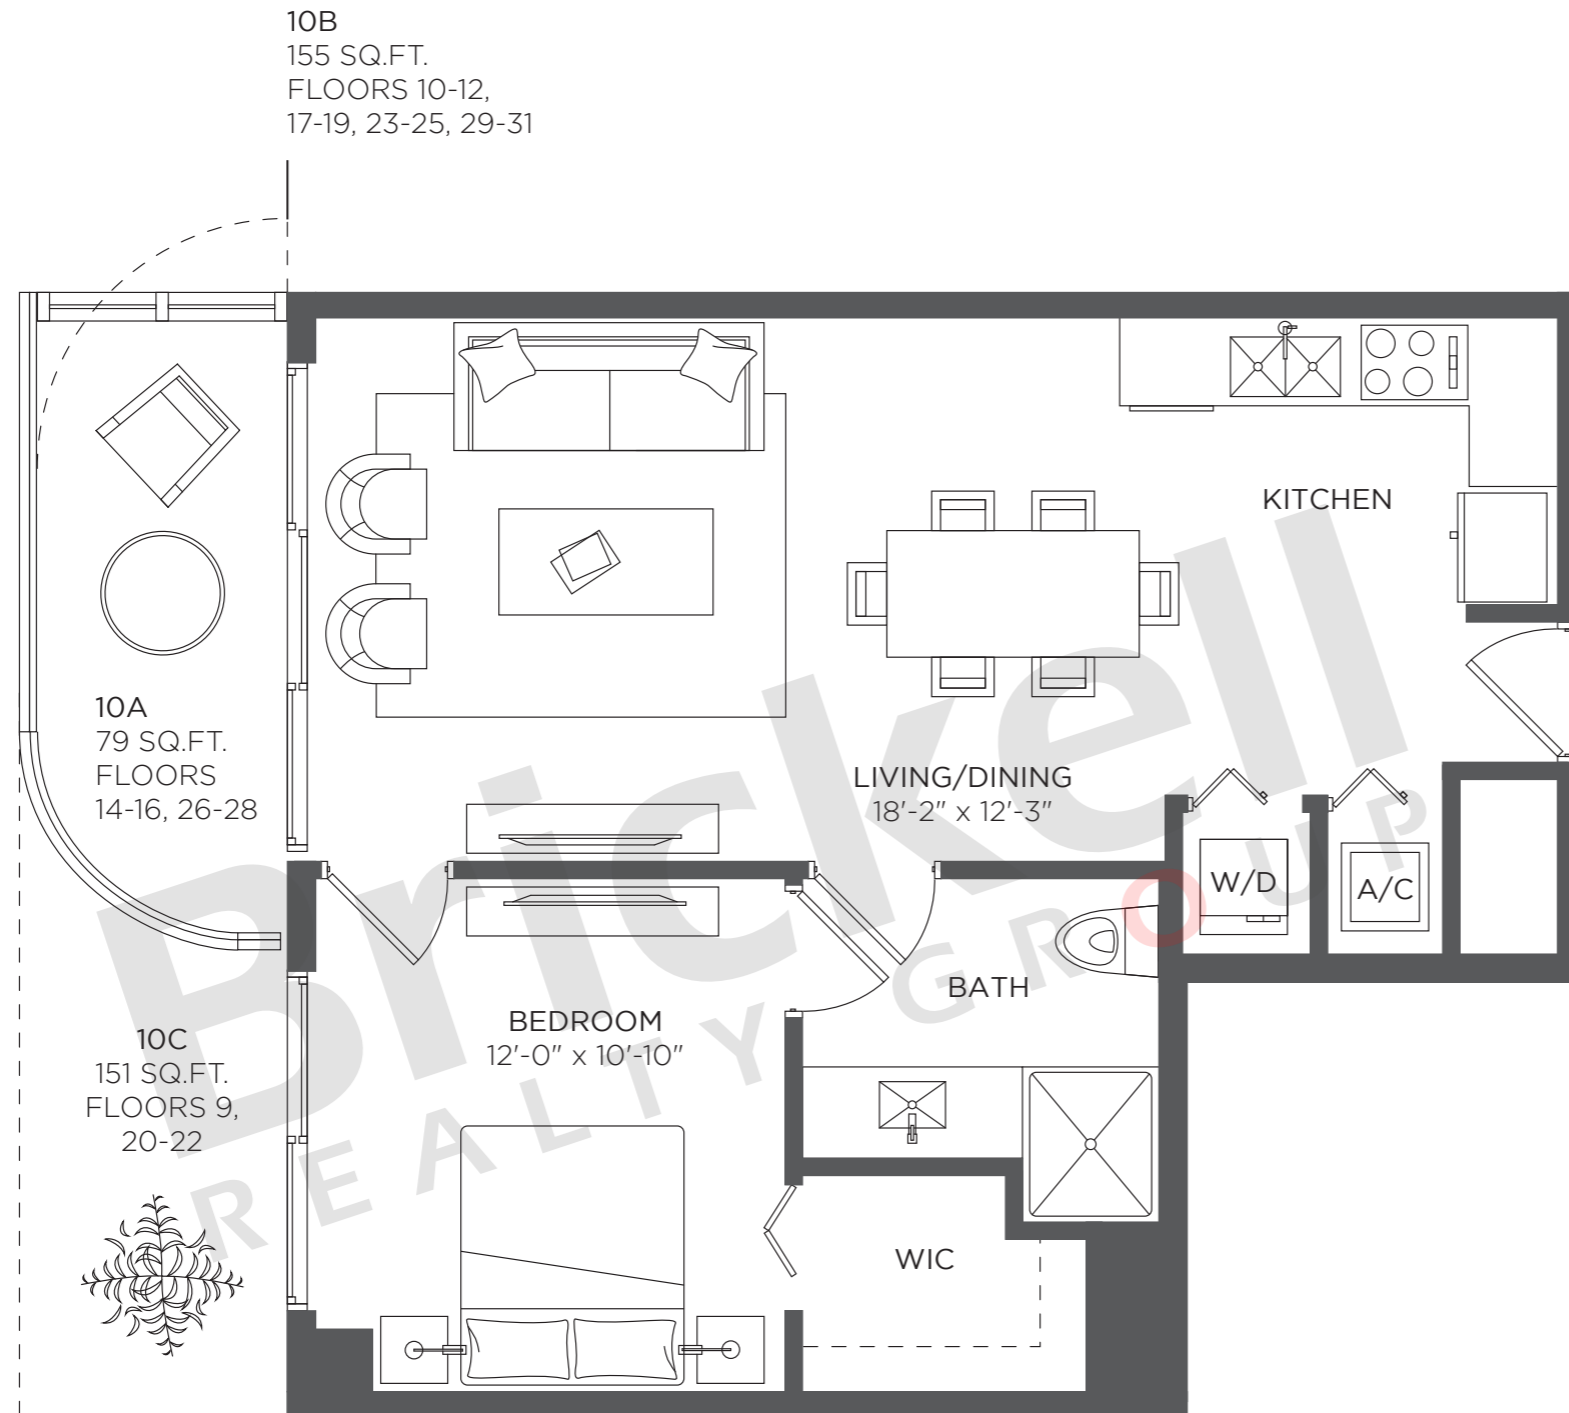 10B
155 SQ.FT.
FLOORS 10-12,
17-19, 23-25, 29-31
KITCHEN
10A
79 SQ.FT.
FLOORS
14-16, 26-28
LIVING/DINING
18'-2" x 12'-3"
W/D
A/C
BATH
BEDROOM
12'-0" x 10'-10"
10C
151 SQ.FT.
FLOORS 9,
20-22
WIC
Brickell
REALTY GROUP